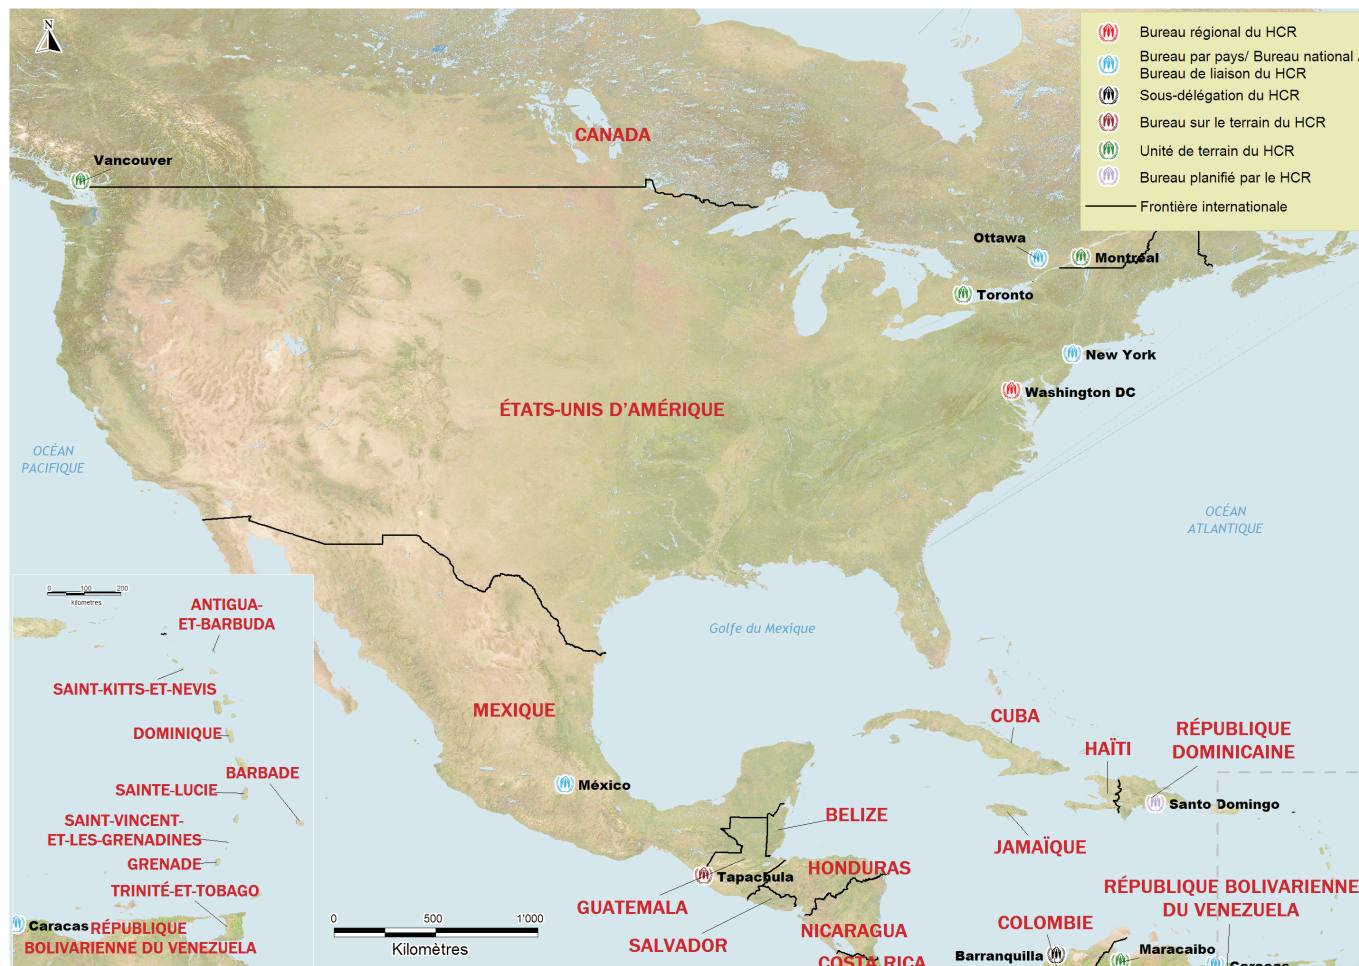 N
Bureau régional du HCR
Bureau par pays/ Bureau national /
Bureau de liaison du HCR
Sous-délégation du HCR
Bureau sur le terrain du HCR
Unité de terrain du HCR
Bureau planifié par le HCR
Frontière internationale
CANADA
Vancouver
Ottawa
Montréal
Toronto
New York
Washington DC
ÉTATS-UNIS D'AMÉRIQUE
OCÉAN
PACIFIQUE
OCÉAN
ATLANTIQUE
Golfe du Mexique
MEXIQUE
México
CUBA
HAÏTI
RÉPUBLIQUE
DOMINICAINE
Santo Domingo
JAMAÏQUE
BELIZE
HONDURAS
Tapachula
GUATEMALA
SALVADOR
NICARAGUA
COSTA RICA
COLOMBIE
Barranquilla
RÉPUBLIQUE BOLIVARIENNE
DU VENEZUELA
Maracaibo
Caracas
0 500 1'000
Kilomètres
0 100 200
kilometres
ANTIGUA-
ET-BARBUDA
SAINT-KITTS-ET-NEVIS
DOMINIQUE
BARBADE
SAINTE-LUCIE
SAINT-VINCENT-
ET-LES-GRENADINES
GRENADE
TRINITÉ-ET-TOBAGO
Caracas
RÉPUBLIQUE
BOLIVARIENNE DU VENEZUELA